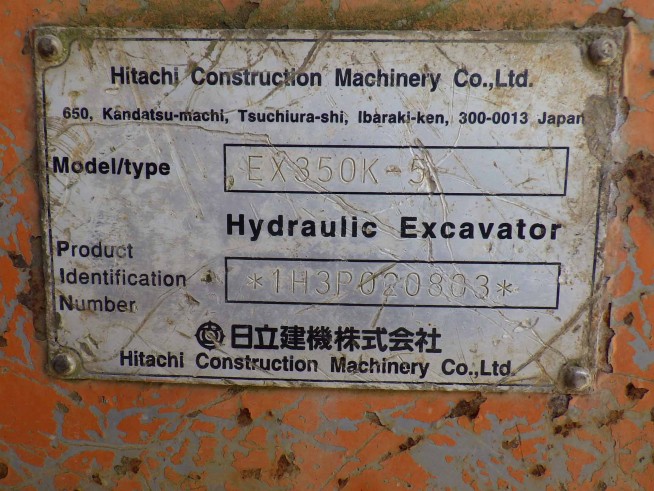 Hitachi Construction Machinery Co.,Ltd.
650, Kandatsu-machi, Tsuchiura-shi, Ibaraki-ken, 300-0013 Japan
Model/type EX350K-5
Hydraulic Excavator
Product
Identification
Number
*1H3P020803*
日立建機株式会社
Hitachi Construction Machinery Co.,Ltd.